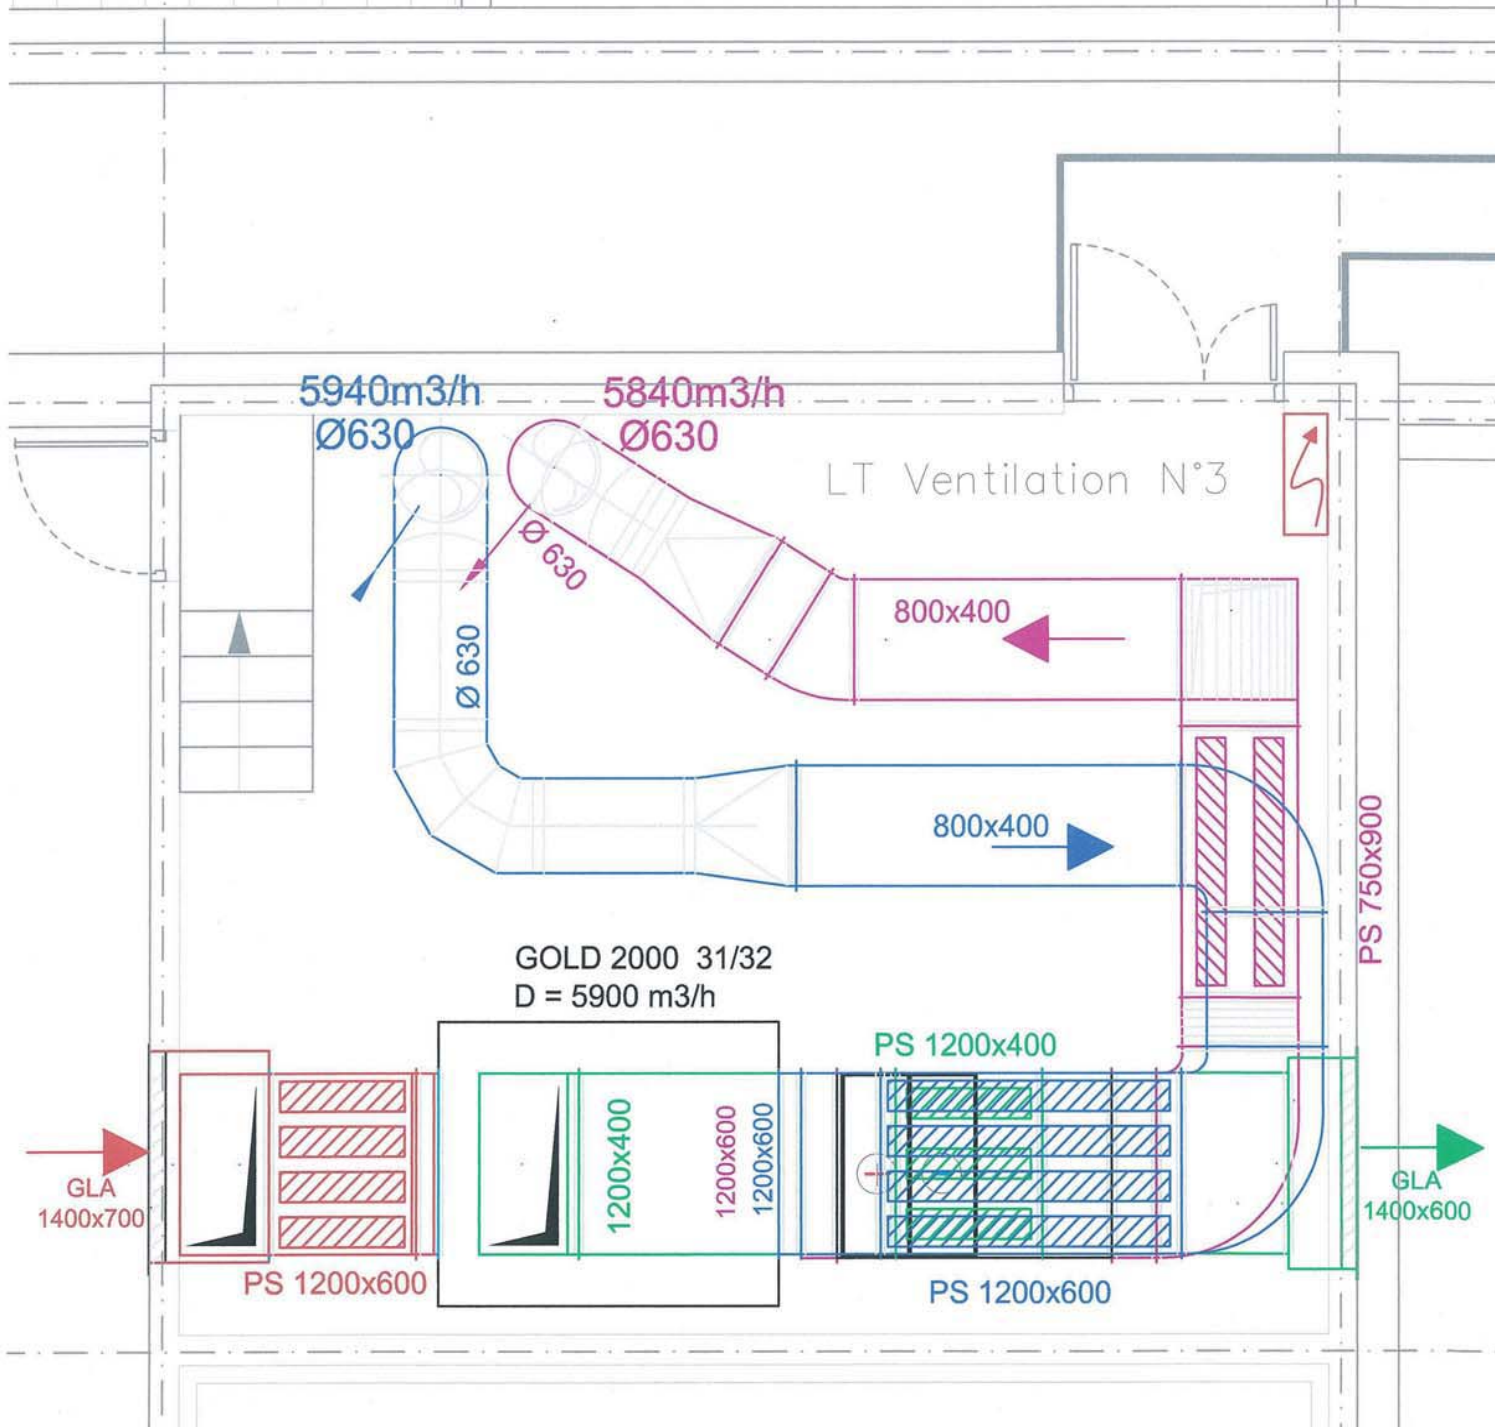 5940m3/h
Ø630
5840m3/h
Ø630
LT Ventilation N°3
Ø 630
Ø 630
800x400
800x400
PS 750x900
GOLD 2000 31/32
D = 5900 m3/h
PS 1200x400
1200x400
1200x600
1200x600
GLA
1400x700
GLA
1400x600
PS 1200x600
PS 1200x600